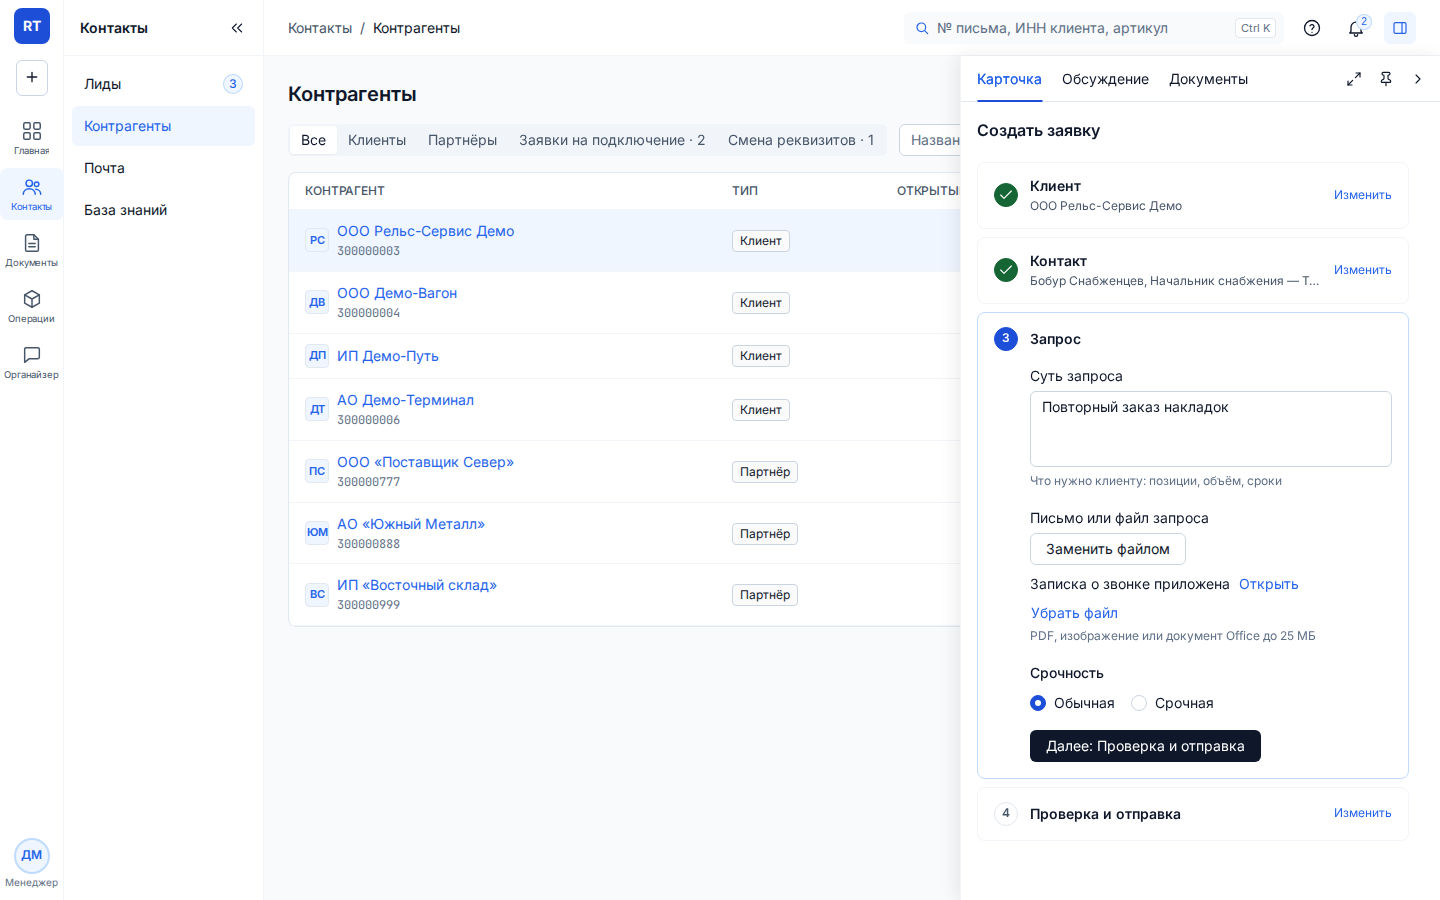 RT
Главная
Контакты
Документы
Операции
Органайзер
ДМ
Менеджер
Контакты
Лиды 3
Контрагенты
Почта
База знаний
Контакты / Контрагенты
№ письма, ИНН клиента, артикул Ctrl K
2
Контрагенты
Все Клиенты Партнёры Заявки на подключение · 2 Смена реквизитов · 1 Назван
КОНТРАГЕНТ ТИП ОТКРЫТЫ
РС ООО Рельс-Сервис Демо Клиент
300000003
ДВ ООО Демо-Вагон Клиент
300000004
ДП ИП Демо-Путь Клиент
ДТ АО Демо-Терминал Клиент
300000006
ПС ООО «Поставщик Север» Партнёр
300000777
ЮМ АО «Южный Металл» Партнёр
300000888
ВС ИП «Восточный склад» Партнёр
300000999
Карточка Обсуждение Документы
Создать заявку
Клиент
ООО Рельс-Сервис Демо
Изменить
Контакт
Бобур Снабженцев, Начальник снабжения — Т...
Изменить
3 Запрос
Суть запроса
Повторный заказ накладок
Что нужно клиенту: позиции, объём, сроки
Письмо или файл запроса
Заменить файлом
Записка о звонке приложена Открыть
Убрать файл
PDF, изображение или документ Office до 25 МБ
Срочность
Обычная Срочная
Далее: Проверка и отправка
4 Проверка и отправка Изменить